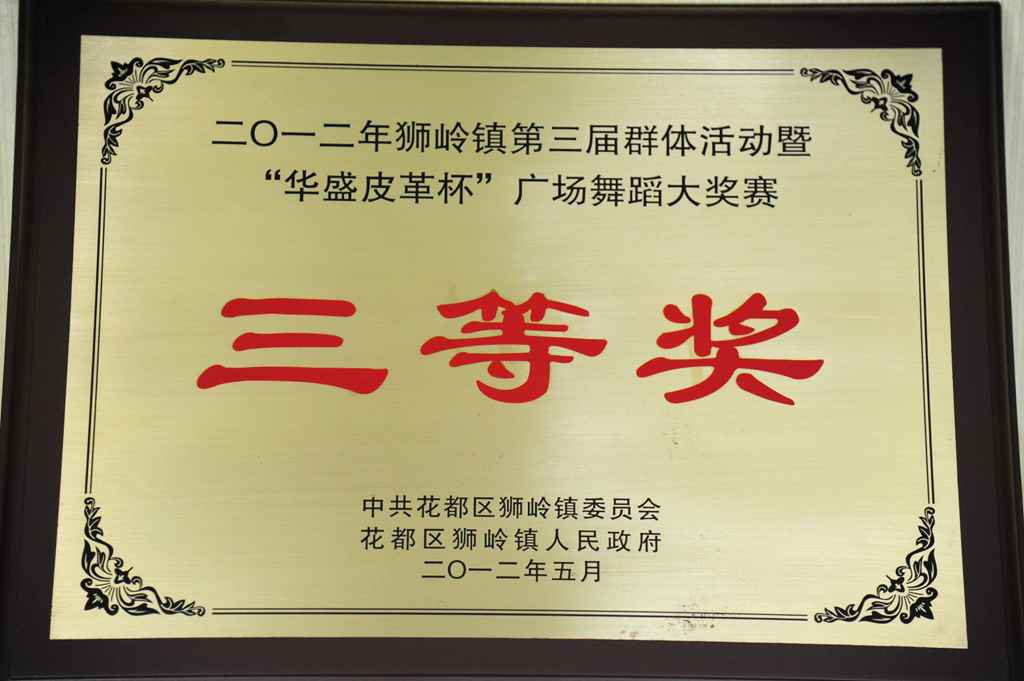 二〇一二年狮岭镇第三届群体活动暨
“华盛皮革杯”广场舞蹈大奖赛
三等奖
中共花都区狮岭镇委员会
花都区狮岭镇人民政府
二〇一二年五月